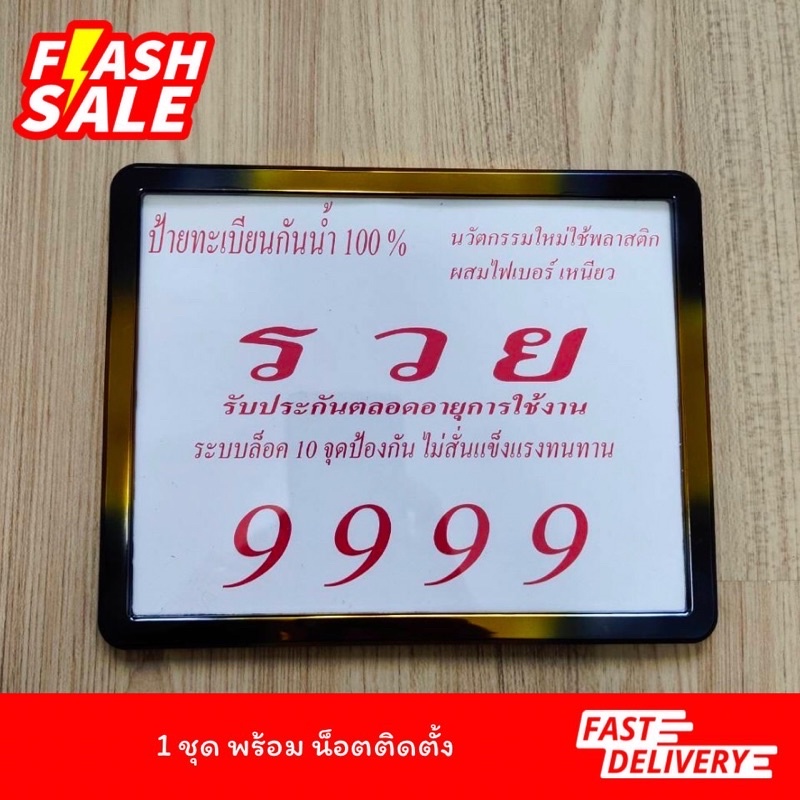 FLASH
SALE
ป้ายทะเบียนกันน้ำ 100 %
นวัตกรรมใหม่ใช้พลาสติก
ผสมไฟเบอร์ เหนียว
ร ว ย
รับประกันตลอดอายุการใช้งาน
ระบบล็อค 10 จุดป้องกัน ไม่สั่นแข็งแรงทนทาน
9 9 9 9
1 ชุด พร้อม น็อตติดตั้ง
FAST
DELIVERY